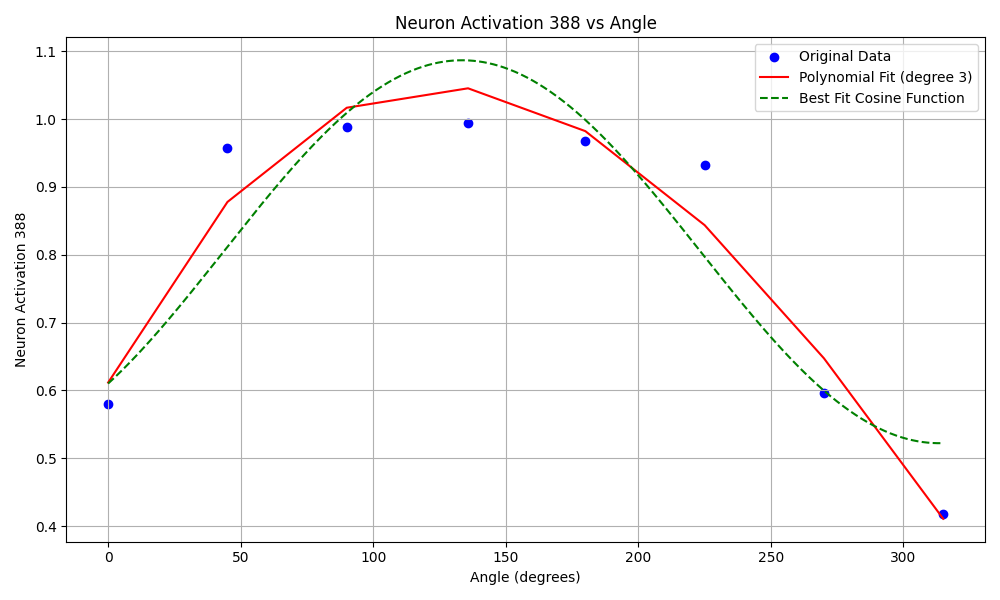 Neuron Activation 388 vs Angle
Original Data
Polynomial Fit (degree 3)
Best Fit Cosine Function
Neuron Activation 388
1.1
1.0
0.9
0.8
0.7
0.6
0.5
0.4
0
50
100
150
200
250
300
Angle (degrees)